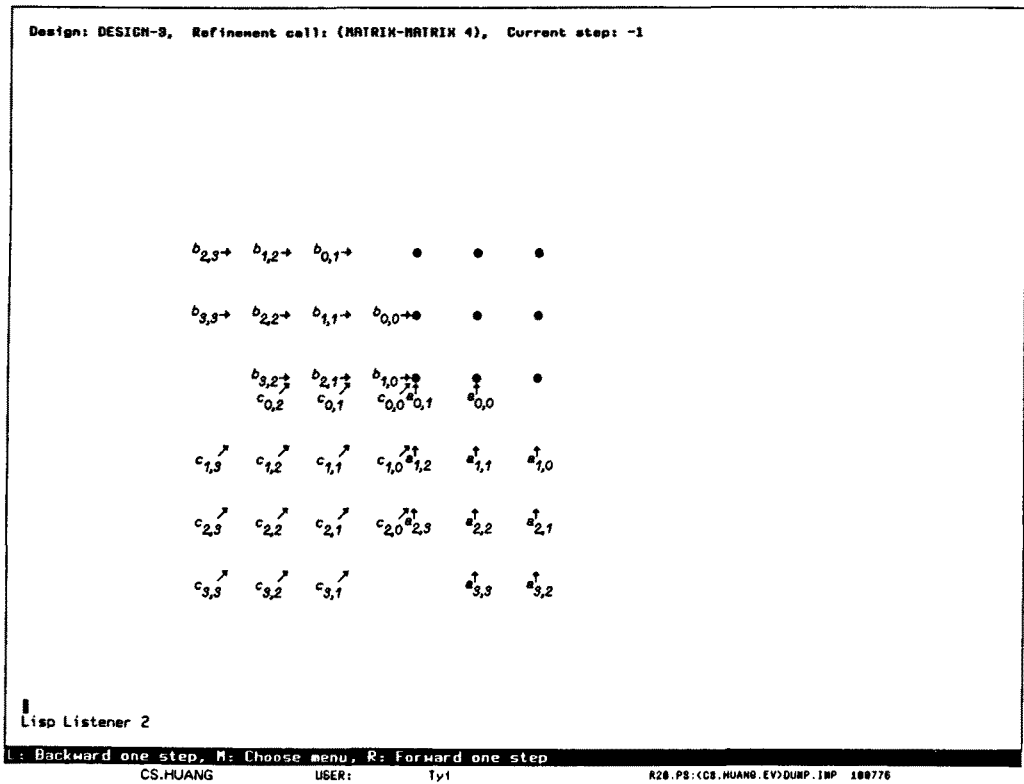 Design: DESIGN-3, Refinement call: (MATRIX-MATRIX 4), Current step: -1
b2,3→ b1,2→ b0,1→
b3,3→ b2,2→ b1,1→ b0,0→
b3,2→ b2,1→ b1,0→
c0,2↗ c0,1↗ c0,0↗ a0,1↑ a0,0↑
c1,3↗ c1,2↗ c1,1↗ c1,0↗ a1,2↑ a1,1↑ a1,0↑
c2,3↗ c2,2↗ c2,1↗ c2,0↗ a2,3↑ a2,2↑ a2,1↑
c3,3↗ c3,2↗ c3,1↗ a3,3↑ a3,2↑
Lisp Listener 2
L: Backward one step, M: Choose menu, R: Forward one step
CS.HUANG USER: Tyi R20.PS:<CS.HUANG.EV>DUMP.IMP 100776